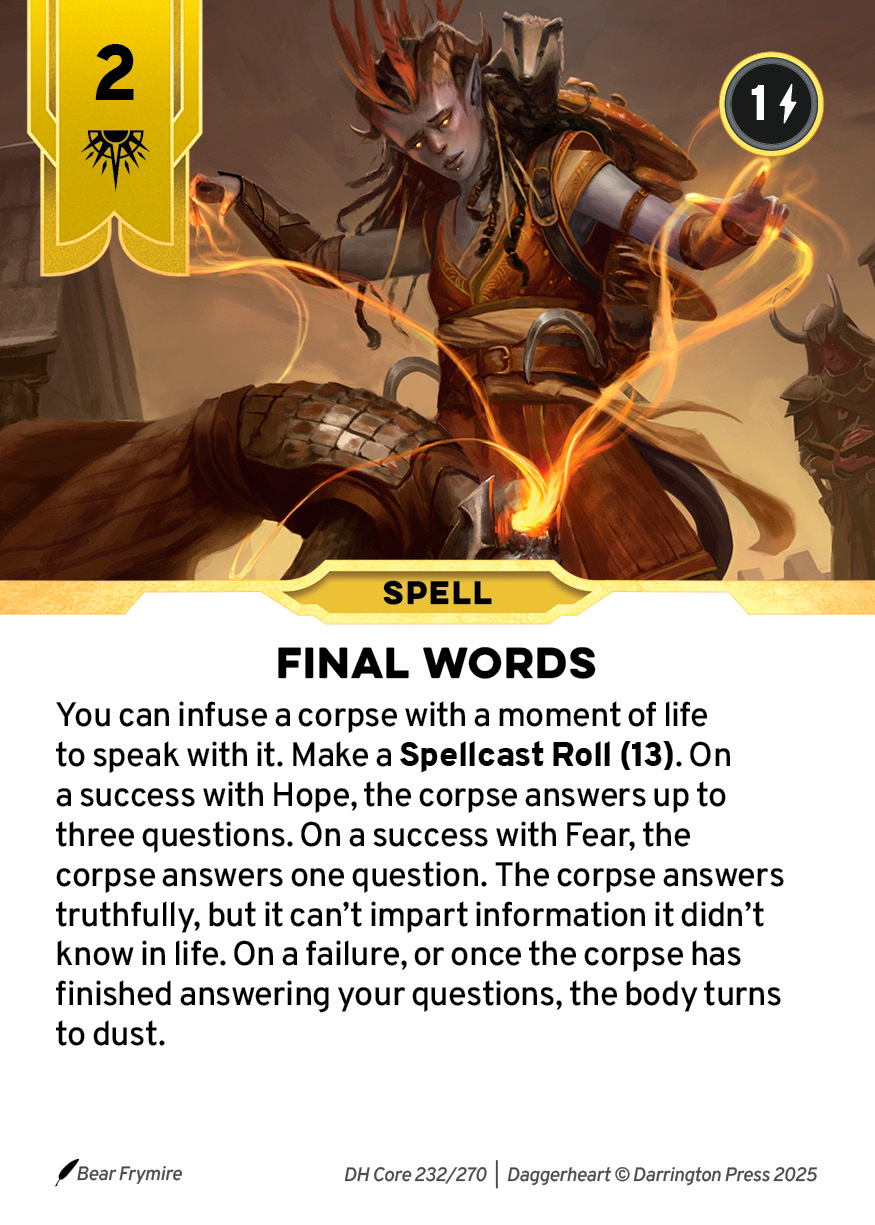 2
1
SPELL
FINAL WORDS
You can infuse a corpse with a moment of life
to speak with it. Make a Spellcast Roll (13). On
a success with Hope, the corpse answers up to
three questions. On a success with Fear, the
corpse answers one question. The corpse answers
truthfully, but it can’t impart information it didn’t
know in life. On a failure, or once the corpse has
finished answering your questions, the body turns
to dust.
Bear Frymire
DH Core 232/270 | Daggerheart © Darrington Press 2025